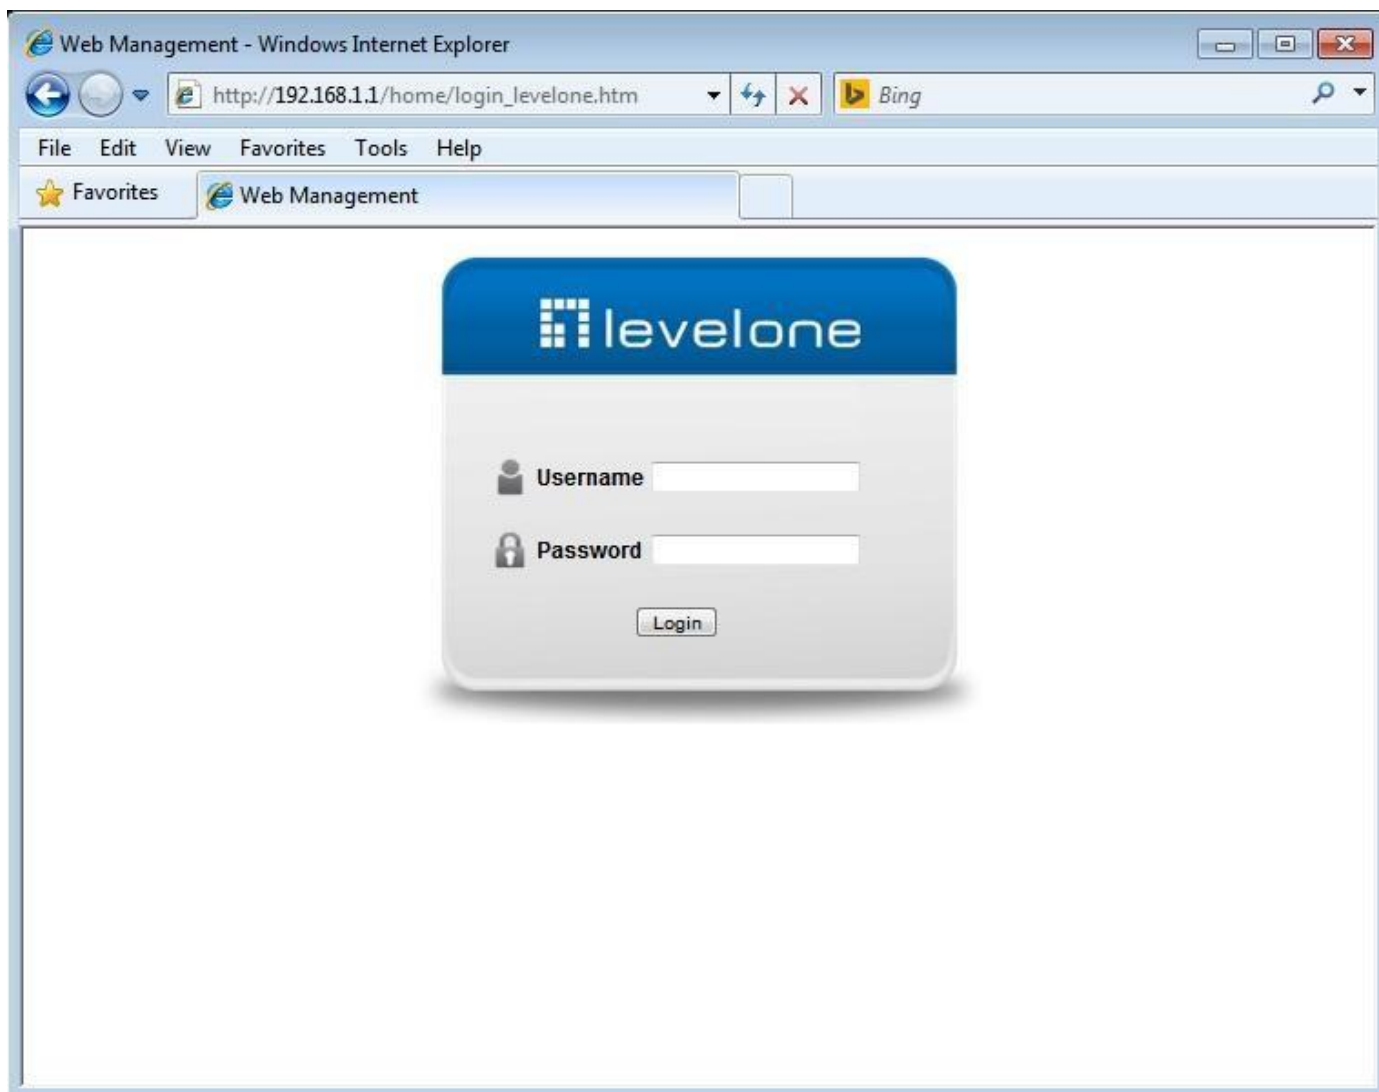 Web Management - Windows Internet Explorer
http://192.168.1.1/home/login_levelone.htm Bing
File Edit View Favorites Tools Help
Favorites Web Management
levelone
Username
Password
Login